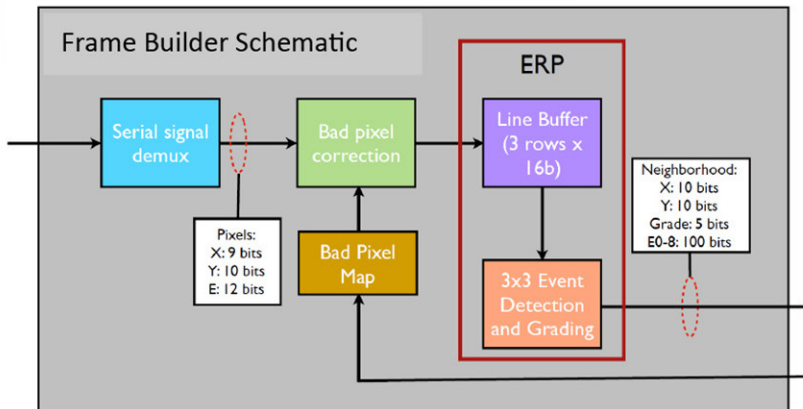 Frame Builder Schematic
ERP
Serial signal
demux
Bad pixel
correction
Line Buffer
(3 rows x
16b)
Neighborhood:
X: 10 bits
Y: 10 bits
Grade: 5 bits
E0-8: 100 bits
Pixels:
X: 9 bits
Y: 10 bits
E: 12 bits
Bad Pixel
Map
3x3 Event
Detection
and Grading